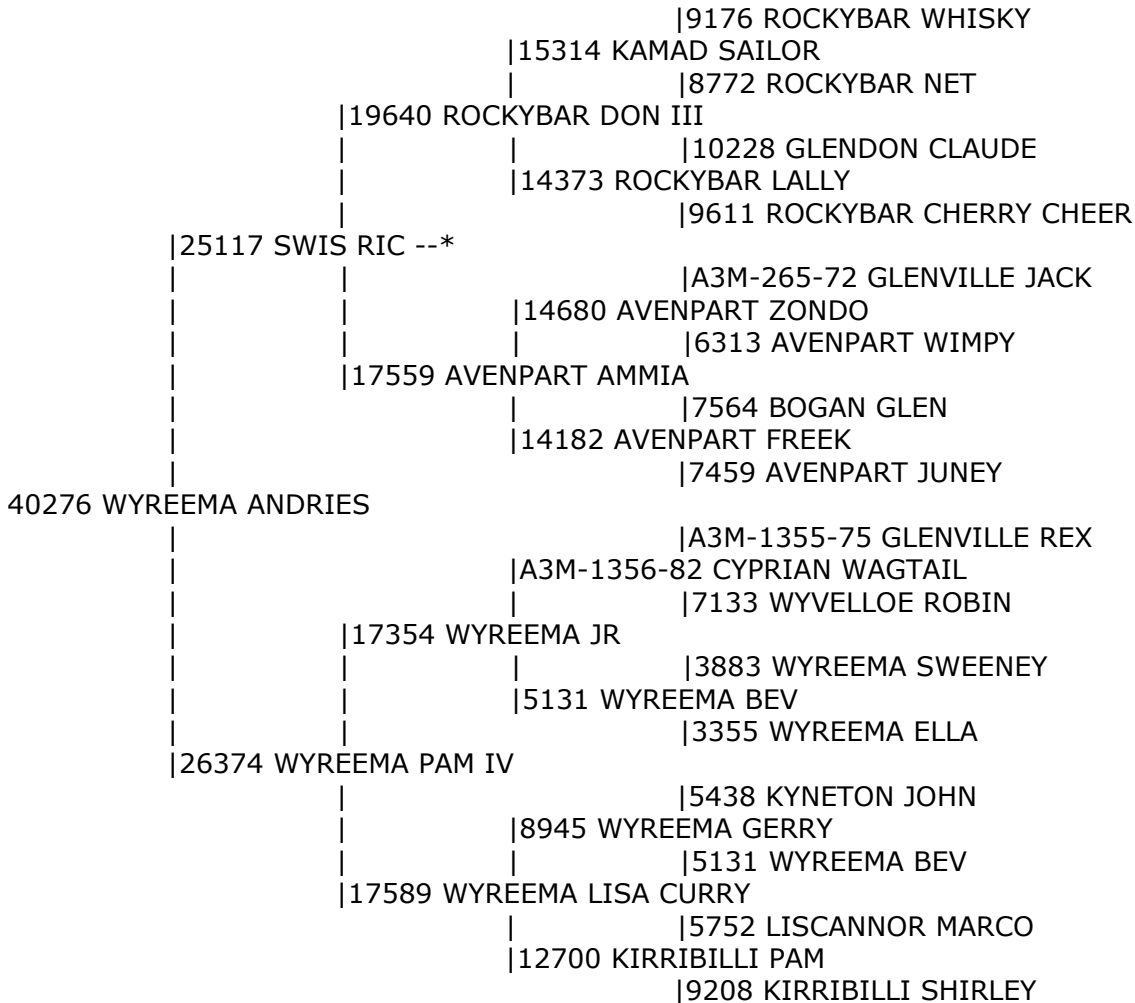 |9176 ROCKYBAR WHISKY
|15314 KAMAD SAILOR
| |8772 ROCKYBAR NET
|19640 ROCKYBAR DON III
| | |10228 GLENDON CLAUDE
| |14373 ROCKYBAR LALLY
| |9611 ROCKYBAR CHERRY CHEER
|25117 SWIS RIC --*
| | |A3M-265-72 GLENVILLE JACK
| | |14680 AVENPART ZONDO
| | | |6313 AVENPART WIMPY
| |17559 AVENPART AMMIA
| | |7564 BOGAN GLEN
| |14182 AVENPART FREEK
| |7459 AVENPART JUNEY
40276 WYREEMA ANDRIES
| |A3M-1355-75 GLENVILLE REX
| |A3M-1356-82 CYPRIAN WAGTAIL
| | |7133 WYVELLOE ROBIN
| |17354 WYREEMA JR
| | | |3883 WYREEMA SWEENEY
| | |5131 WYREEMA BEV
| | |3355 WYREEMA ELLA
|26374 WYREEMA PAM IV
| |5438 KYNETON JOHN
| |8945 WYREEMA GERRY
| | |5131 WYREEMA BEV
|17589 WYREEMA LISA CURRY
| |5752 LISCANNOR MARCO
|12700 KIRRIBILLI PAM
|9208 KIRRIBILLI SHIRLEY